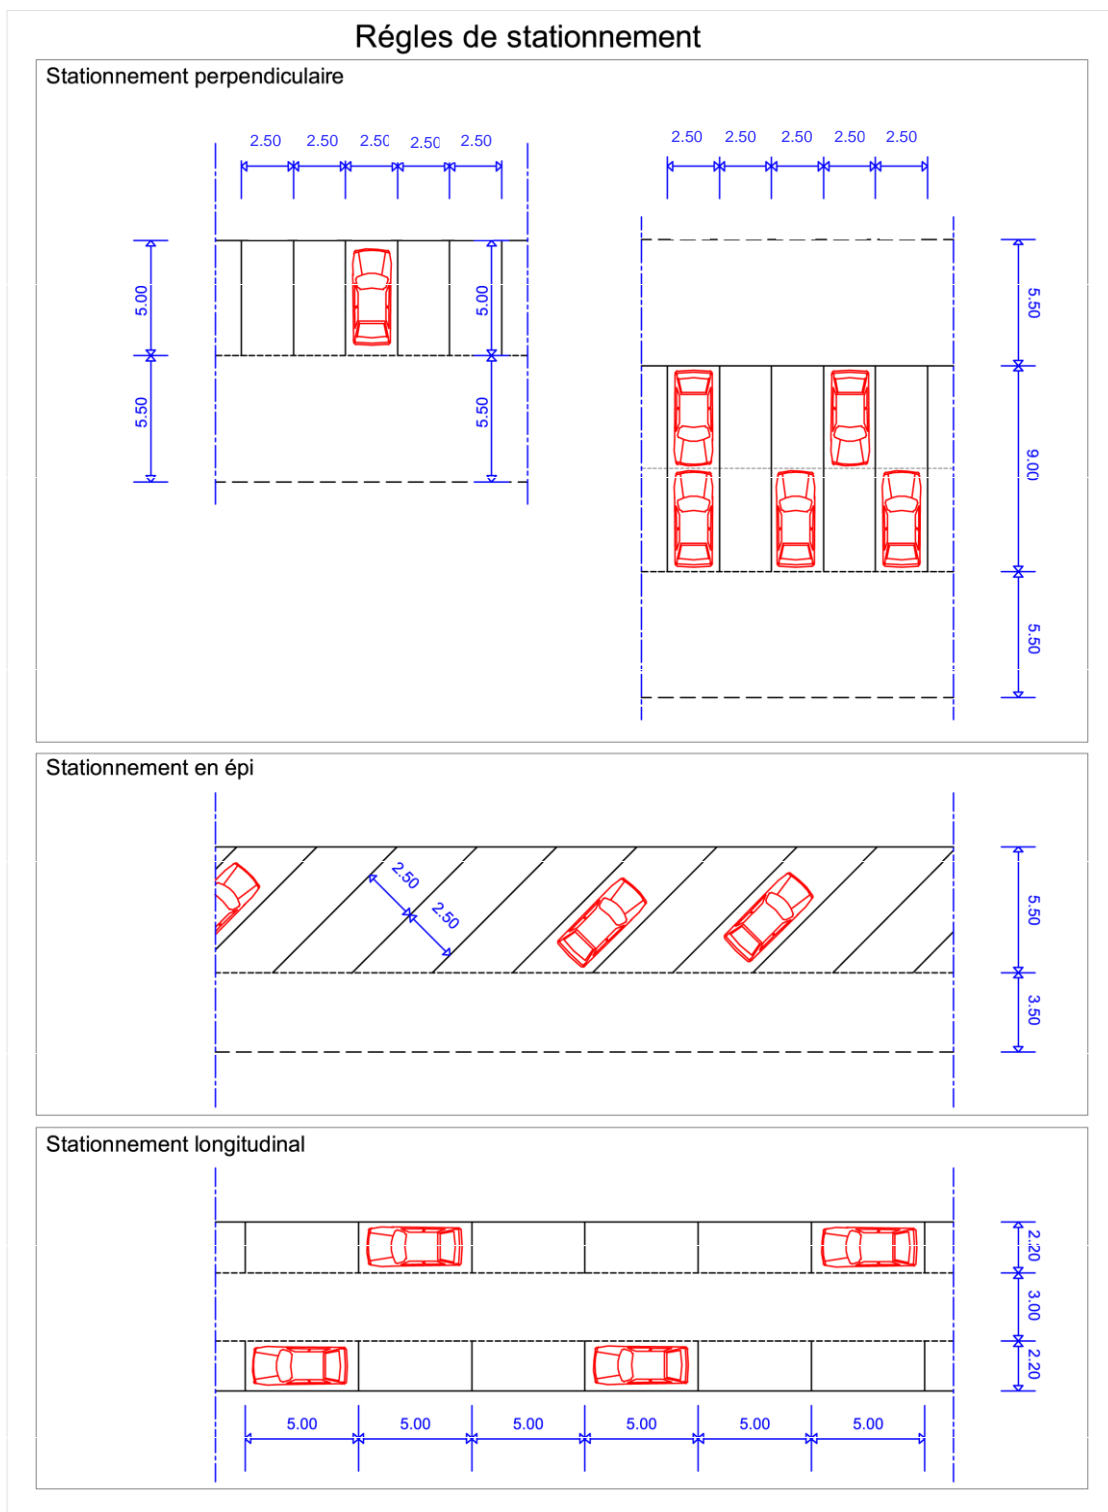 Régles de stationnement
Stationnement perpendiculaire
2.50 2.50 2.50 2.50 2.50
2.50 2.50 2.50 2.50 2.50
5.00
5.00
5.50
5.50
5.50
9.00
5.50
Stationnement en épi
2.50
2.50
5.50
3.50
Stationnement longitudinal
2.20
3.00
2.20
5.00 5.00 5.00 5.00 5.00 5.00